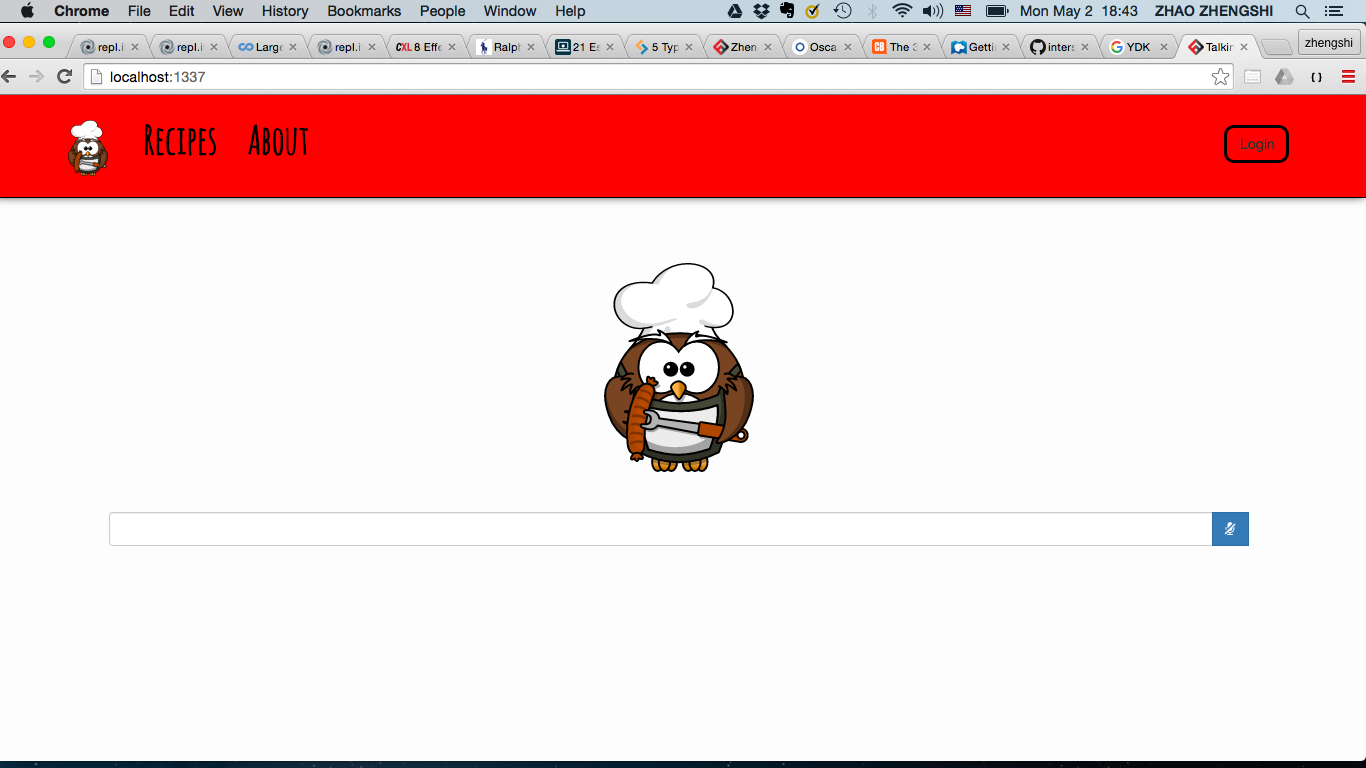 Chrome File Edit View History Bookmarks People Window Help Mon May 2 18:43 ZHAO ZHENGSHI
repl.i repl.i Large repl.i CXL 8 Effe Ralph 21 Es 5 Typ Zhen Osca CB The 3 Getti inters YDK Talkin zhengshi
localhost:1337 { }
Recipes About Login